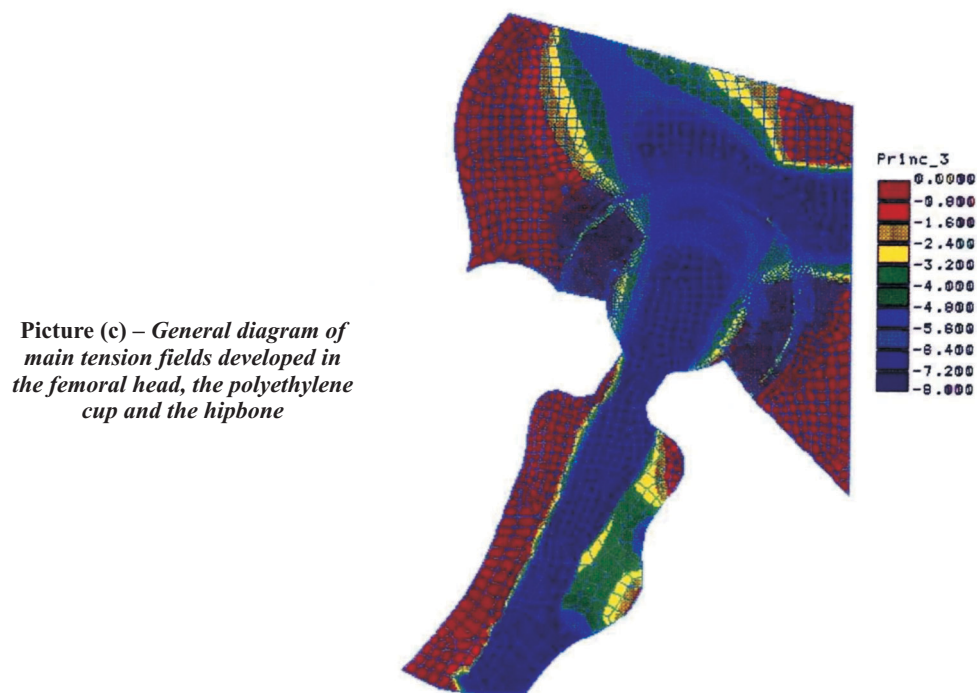 Picture (c) – General diagram of
main tension fields developed in
the femoral head, the polyethylene
cup and the hipbone
Princ_3
0.0000
-0.800
-1.600
-2.400
-3.200
-4.000
-4.800
-5.600
-6.400
-7.200
-8.000